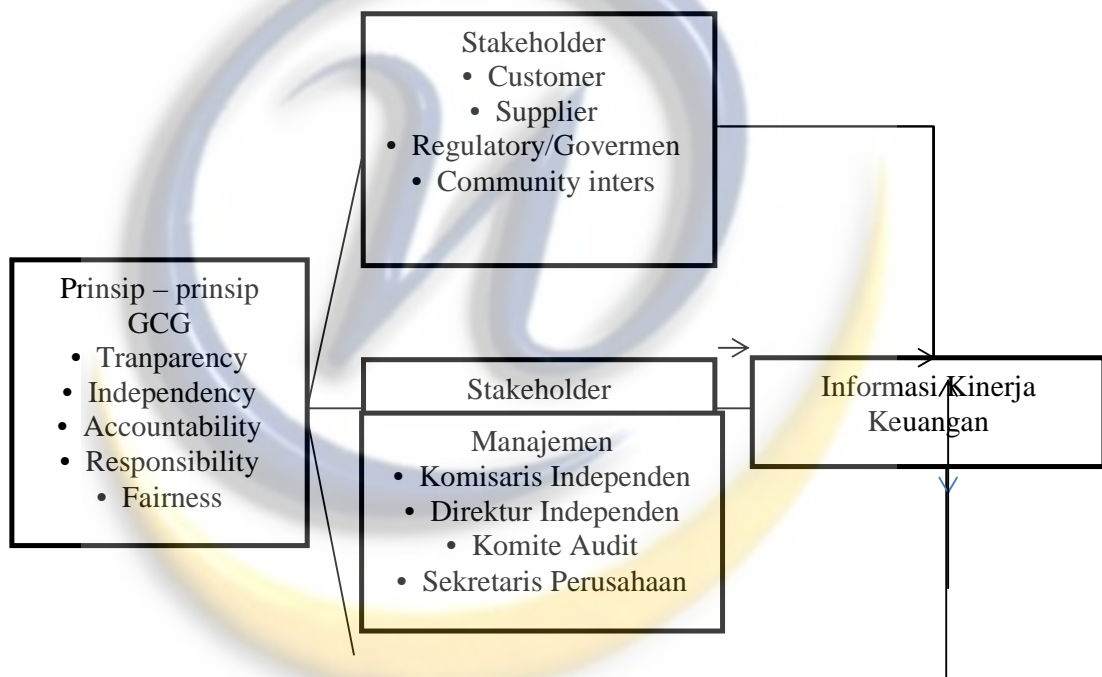 Stakeholder
• Customer
• Supplier
• Regulatory/Govermen
• Community inters
Prinsip – prinsip
GCG
• Tranparency
• Independency
• Accountability
• Responsibility
• Fairness
Stakeholder
Manajemen
• Komisaris Independen
• Direktur Independen
• Komite Audit
• Sekretaris Perusahaan
Informasi/Kinerja
Keuangan